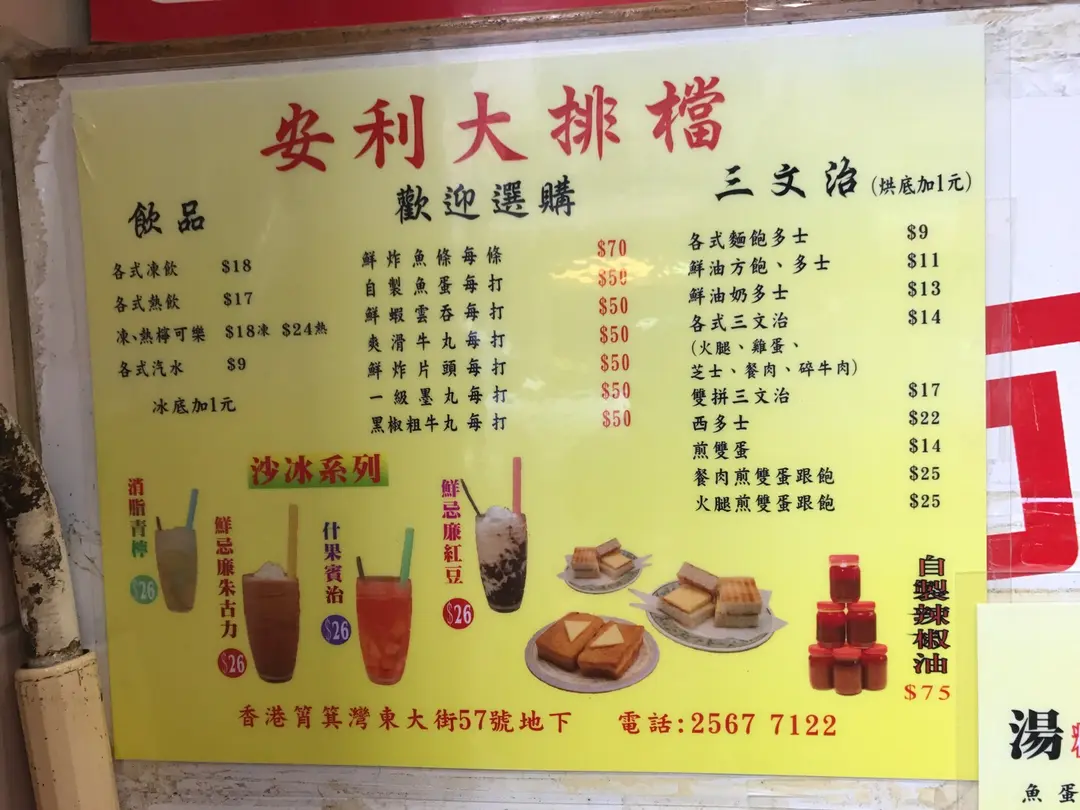 安利大排檔
飲品
各式凍飲 $18
各式熱飲 $17
凍、熱檸可樂 $18凍 $24熱
各式汽水 $9
冰底加1元
歡迎選購
鮮炸魚條每條 $70
自製魚蛋每打 $50
鮮蝦雲吞每打 $50
爽滑牛丸每打 $50
鮮炸片頭每打 $50
一級墨丸每打 $50
黑椒粗牛丸每打 $50
三文治(烘底加1元)
各式麵飽多士 $9
鮮油方飽、多士 $11
鮮油奶多士 $13
各式三文治 $14
(火腿、雞蛋、
芝士、餐肉、碎牛肉)
雙拼三文治 $17
西多士 $22
煎雙蛋 $14
餐肉煎雙蛋跟飽 $25
火腿煎雙蛋跟飽 $25
沙冰系列
消脂青檸 $26
鮮忌廉朱古力 $26
什果賓治 $26
鮮忌廉紅豆 $26
自製辣椒油
$75
香港筲箕灣東大街57號地下 電話:2567 7122
湯
魚蛋